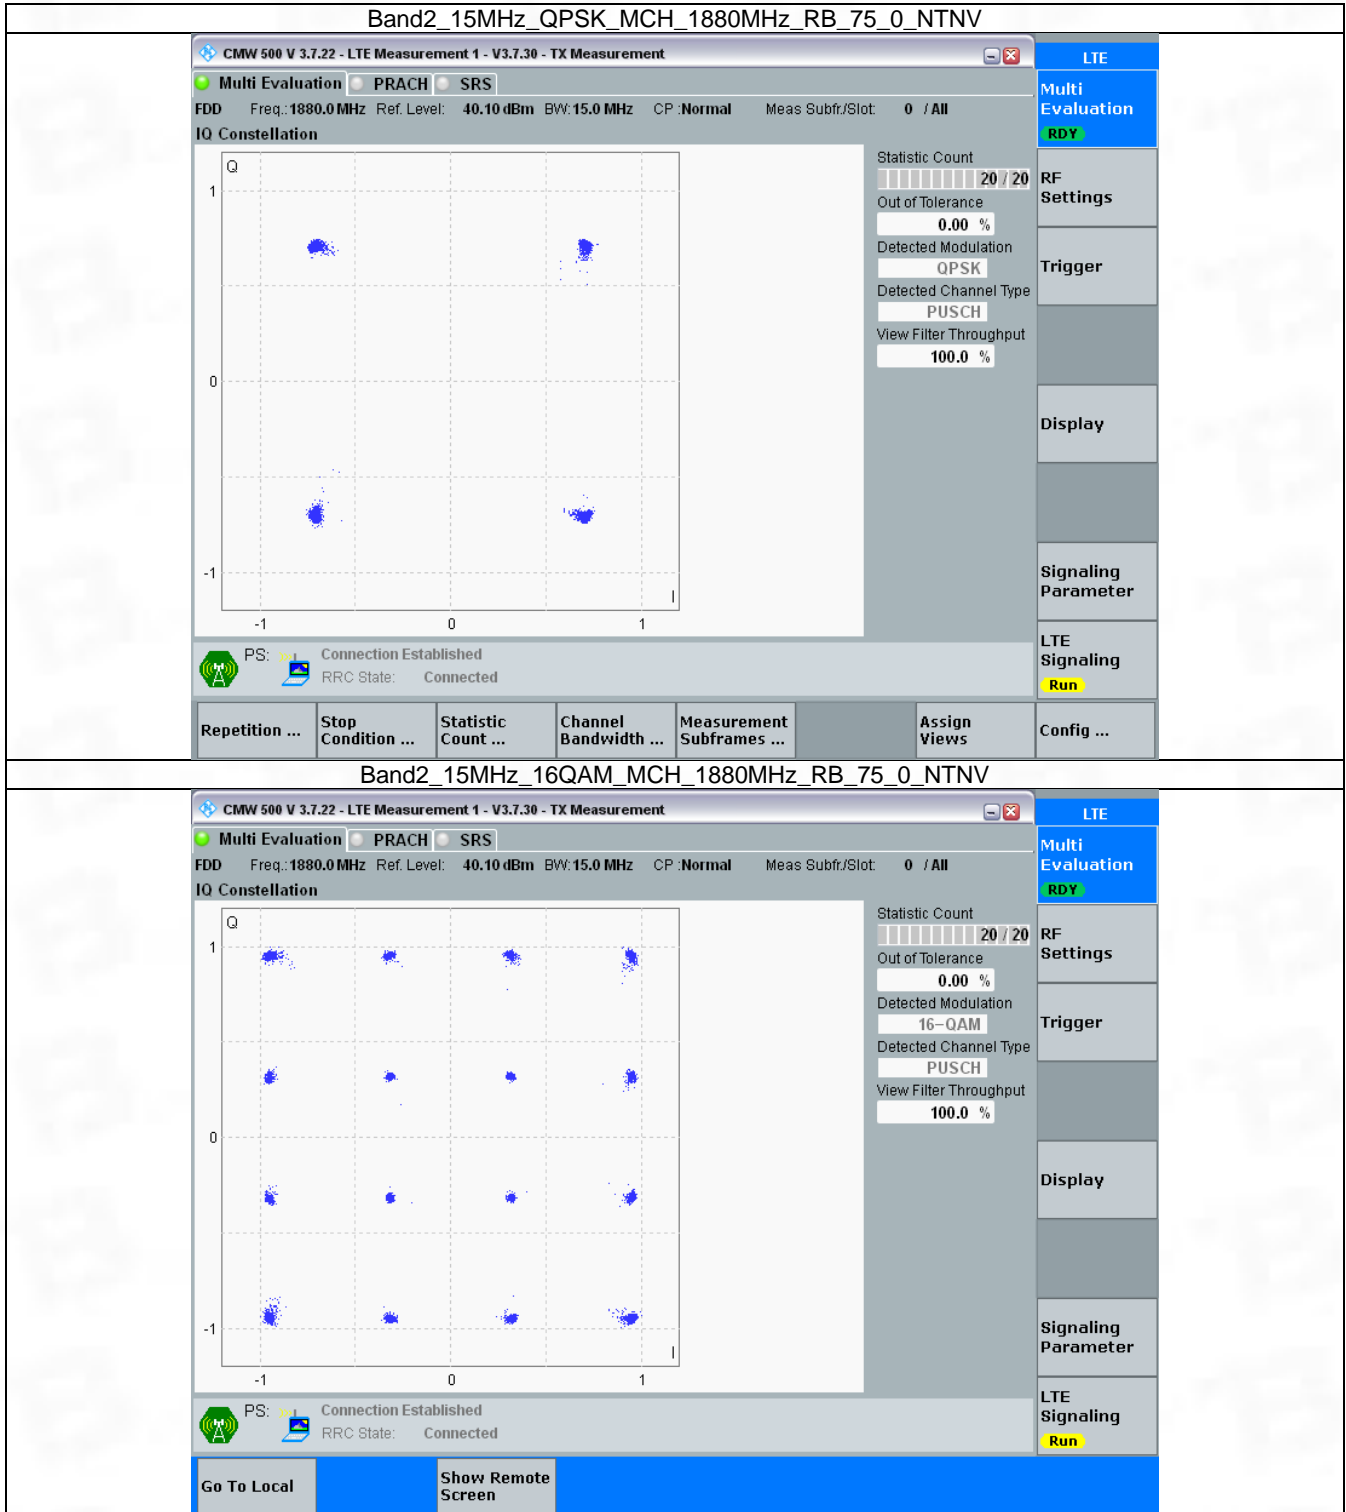 Band2_15MHz_QPSK_MCH_1880MHz_RB_75_0_NTNV
CMW 500 V 3.7.22 - LTE Measurement 1 - V3.7.30 - TX Measurement
LTE
Multi Evaluation PRACH SRS
Multi
Evaluation
RDY
FDD Freq.: 1880.0 MHz Ref. Level: 40.10 dBm BW: 15.0 MHz CP : Normal Meas Subfr./Slot: 0 / All
IQ Constellation
Q
1
0
-1
I
-1 0 1
Statistic Count
20 / 20
Out of Tolerance
0.00 %
Detected Modulation
QPSK
Detected Channel Type
PUSCH
View Filter Throughput
100.0 %
RF
Settings
Trigger
Display
Signaling
Parameter
LTE
Signaling
Run
PS: Connection Established
RRC State: Connected
Repetition ...
Stop
Condition ...
Statistic
Count ...
Channel
Bandwidth ...
Measurement
Subframes ...
Assign
Views
Config ...
Band2_15MHz_16QAM_MCH_1880MHz_RB_75_0_NTNV
CMW 500 V 3.7.22 - LTE Measurement 1 - V3.7.30 - TX Measurement
LTE
Multi Evaluation PRACH SRS
Multi
Evaluation
RDY
FDD Freq.: 1880.0 MHz Ref. Level: 40.10 dBm BW: 15.0 MHz CP : Normal Meas Subfr./Slot: 0 / All
IQ Constellation
Q
1
0
-1
I
-1 0 1
Statistic Count
20 / 20
Out of Tolerance
0.00 %
Detected Modulation
16-QAM
Detected Channel Type
PUSCH
View Filter Throughput
100.0 %
RF
Settings
Trigger
Display
Signaling
Parameter
LTE
Signaling
Run
PS: Connection Established
RRC State: Connected
Go To Local
Show Remote
Screen